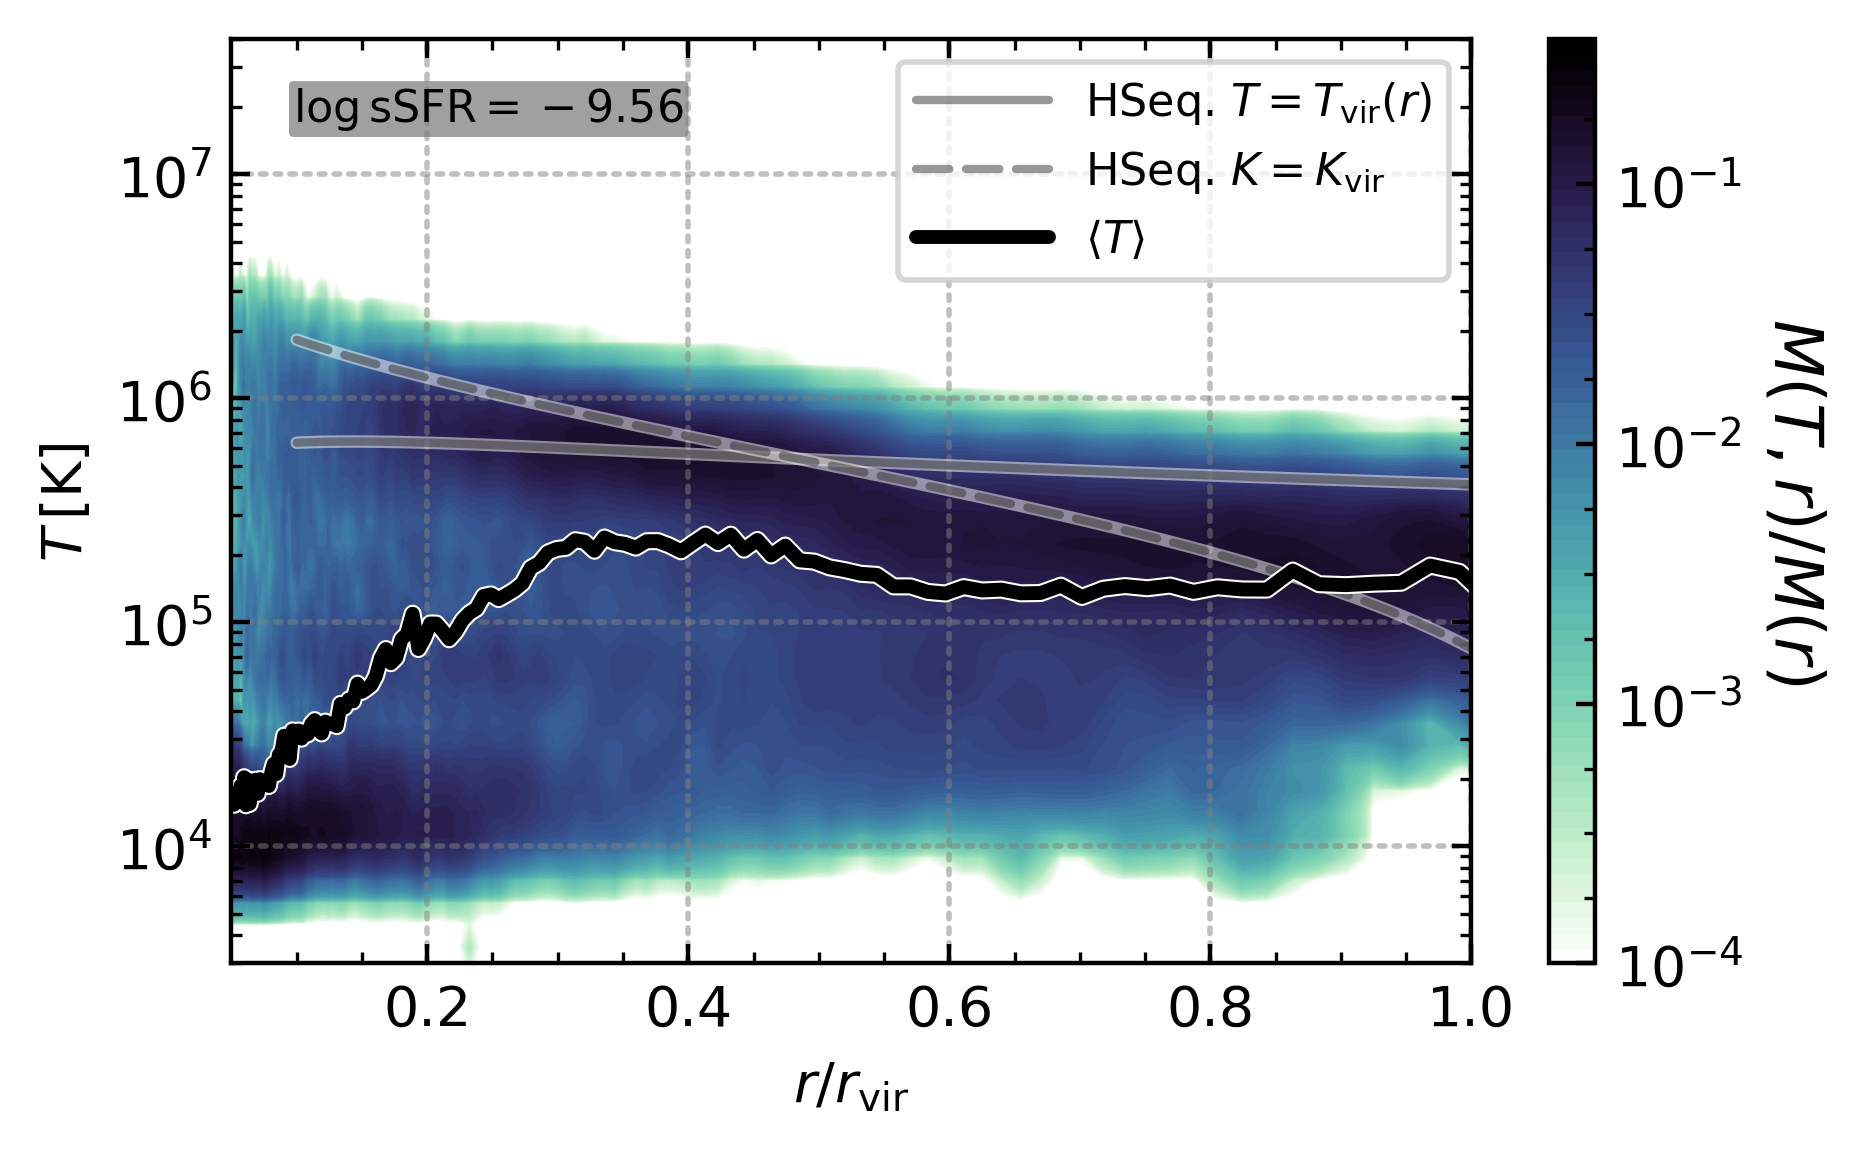 log sSFR = −9.56
HSeq. T = T_vir(r)
HSeq. K = K_vir
⟨T⟩
10^7
10^6
10^5
10^4
T [K]
0.2 0.4 0.6 0.8 1.0
r/r_vir
10^−1
10^−2
10^−3
10^−4
M(T, r)/M(r)